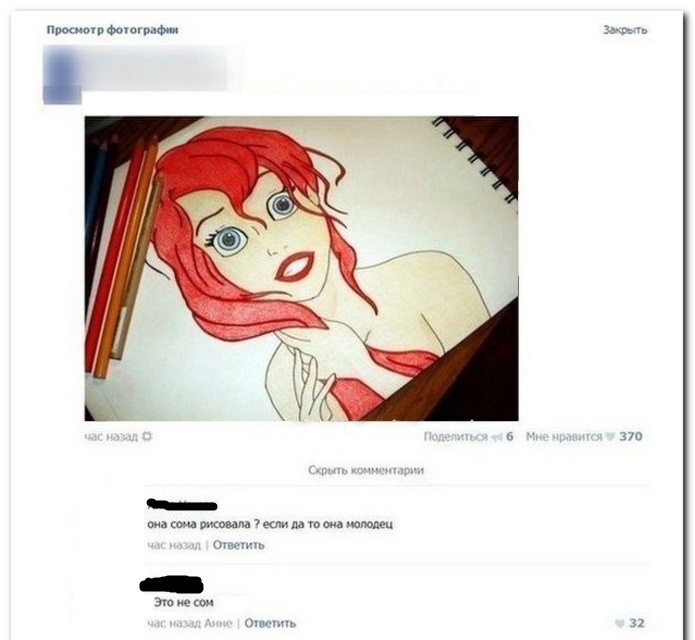 Просмотр фотографии
Закрыть
час назад
Поделиться 6 Мне нравится 370
Скрыть комментарии
она сома рисовала ? если да то она молодец
час назад | Ответить
Это не сом
час назад Анне | Ответить
32